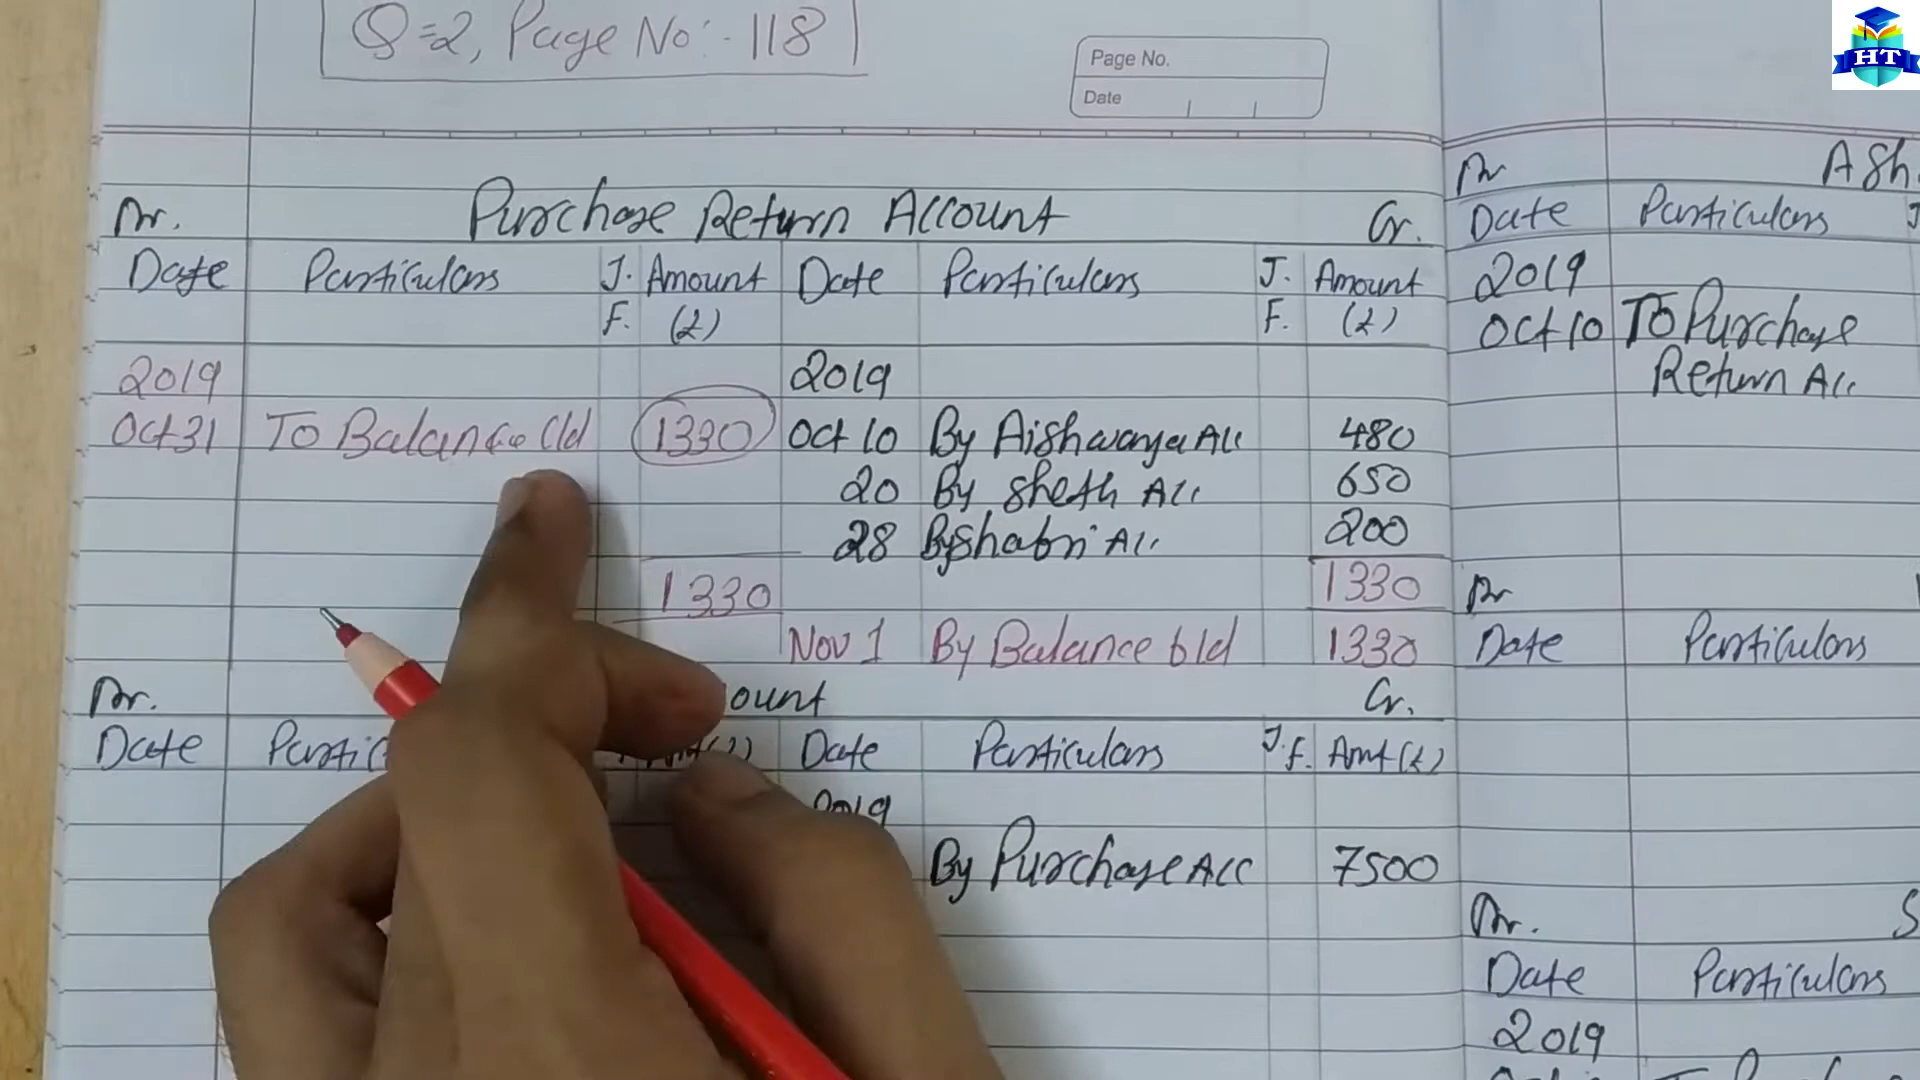 Q=2, Page No:- 118
Page No.
Date
HT
Dr. Purchase Return Account Cr.
Date Particulars J. F. Amount (₹) Date Particulars J. F. Amount (₹)
2019 2019
Oct 31 To Balance C/d 1330 Oct 10 By Aishwarya A/c 480
20 By Sheth A/c 650
28 By Shabri A/c 200
1330 1330
Nov 1 By Balance b/d 1330
Dr. Cr.
Date Date Particulars J.F. Amt (₹)
2019
By Purchase A/c 7500
Dr
Date Particulars
2019
Oct 10 To Purchase
Return A/c
Dr
Date Particulars
Dr.
Date Particulars
2019